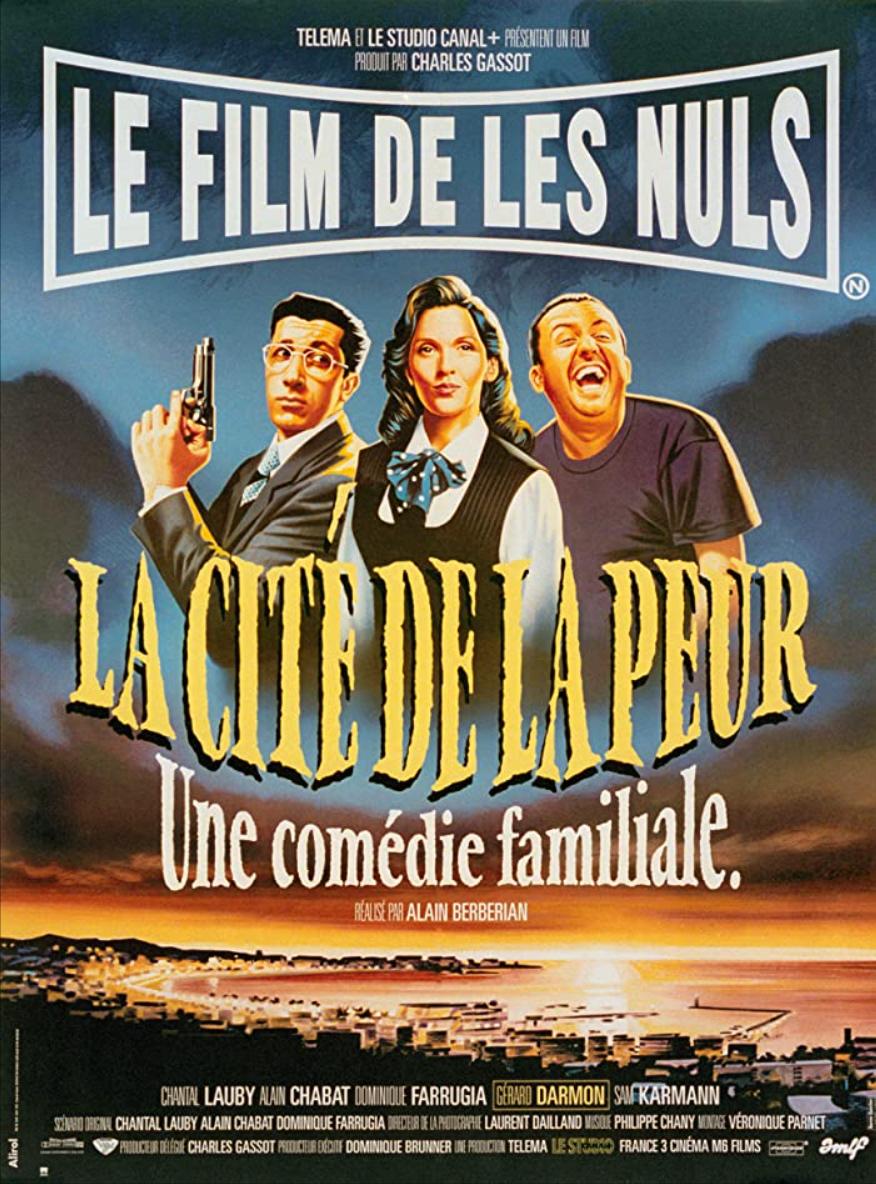 TELEMA ET LE STUDIO CANAL+ PRÉSENTENT UN FILM
PRODUIT PAR CHARLES GASSOT
LE FILM DE LES NULS
N
LA CITÉ DE LA PEUR
Une comédie familiale.
RÉALISÉ PAR ALAIN BERBERIAN
CHANTAL LAUBY ALAIN CHABAT DOMINIQUE FARRUGIA GÉRARD DARMON SAM KARMANN
SCÉNARIO ORIGINAL CHANTAL LAUBY ALAIN CHABAT DOMINIQUE FARRUGIA DIRECTEUR DE LA PHOTOGRAPHIE LAURENT DAILLAND MUSIQUE PHILIPPE CHANY MONTAGE VÉRONIQUE PARNET
PRODUCTEUR DÉLÉGUÉ CHARLES GASSOT PRODUCTEUR EXÉCUTIF DOMINIQUE BRUNNER UNE PRODUCTION TELEMA LE STUDIO FRANCE 3 CINÉMA M6 FILMS
amlf
Alirol